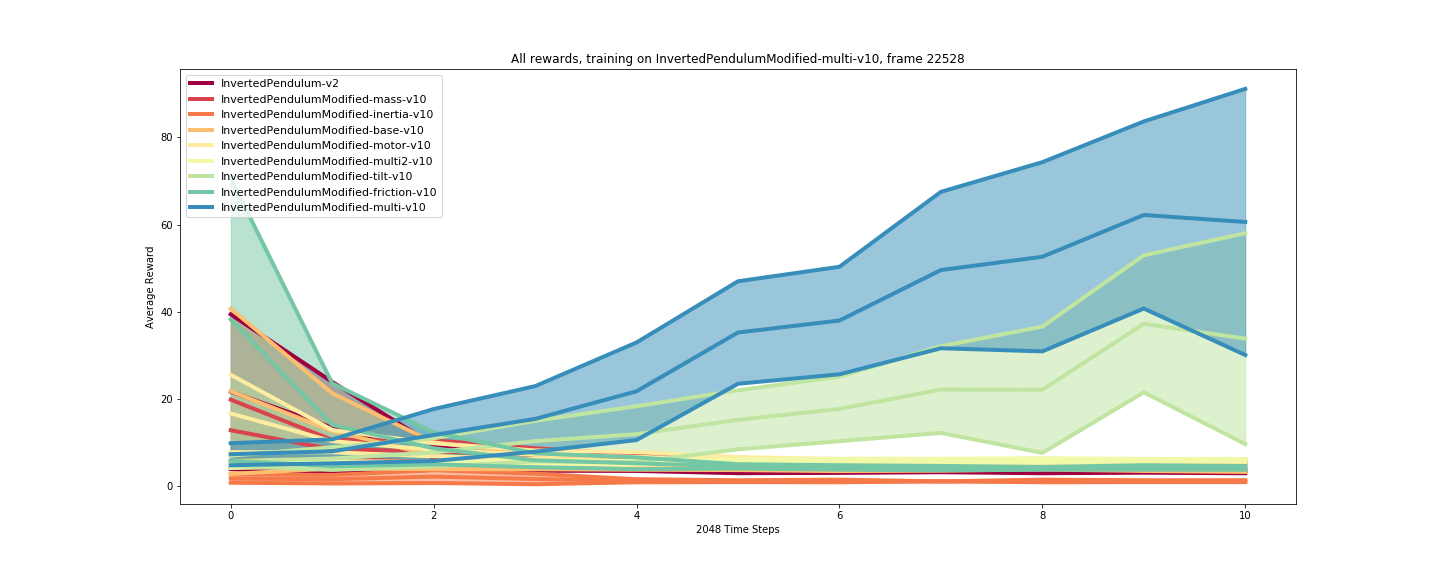 All rewards, training on InvertedPendulumModified-multi-v10, frame 22528
InvertedPendulum-v2
InvertedPendulumModified-mass-v10
InvertedPendulumModified-inertia-v10
InvertedPendulumModified-base-v10
InvertedPendulumModified-motor-v10
InvertedPendulumModified-multi2-v10
InvertedPendulumModified-tilt-v10
InvertedPendulumModified-friction-v10
InvertedPendulumModified-multi-v10
Average Reward
80
60
40
20
0
0 2 4 6 8 10
2048 Time Steps